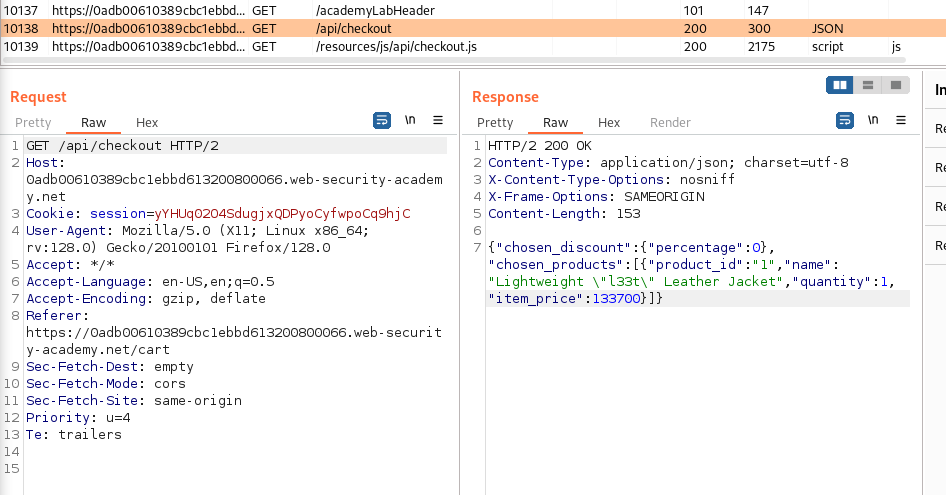 10137 https://0adb00610389cbc1ebbd... GET /academyLabHeader 101 147
10138 https://0adb00610389cbc1ebbd... GET /api/checkout 200 300 JSON
10139 https://0adb00610389cbc1ebbd... GET /resources/js/api/checkout.js 200 2175 script js
Request
Pretty Raw Hex \n
1 GET /api/checkout HTTP/2
2 Host:
0adb00610389cbc1ebbd613200800066.web-security-academ
y.net
3 Cookie: session=yYHUq02O4SdugjxQDPyoCyfwpoCq9hjC
4 User-Agent: Mozilla/5.0 (X11; Linux x86_64;
rv:128.0) Gecko/20100101 Firefox/128.0
5 Accept: */*
6 Accept-Language: en-US,en;q=0.5
7 Accept-Encoding: gzip, deflate
8 Referer:
https://0adb00610389cbc1ebbd613200800066.web-securit
y-academy.net/cart
9 Sec-Fetch-Dest: empty
10 Sec-Fetch-Mode: cors
11 Sec-Fetch-Site: same-origin
12 Priority: u=4
13 Te: trailers
14
15
Response
Pretty Raw Hex Render \n
1 HTTP/2 200 OK
2 Content-Type: application/json; charset=utf-8
3 X-Content-Type-Options: nosniff
4 X-Frame-Options: SAMEORIGIN
5 Content-Length: 153
6
7 {"chosen_discount":{"percentage":0},
"chosen_products":[{"product_id":"1","name":
"Lightweight \"l33t\" Leather Jacket","quantity":1,
"item_price":133700}]}
In
Re
Re
Re
Re